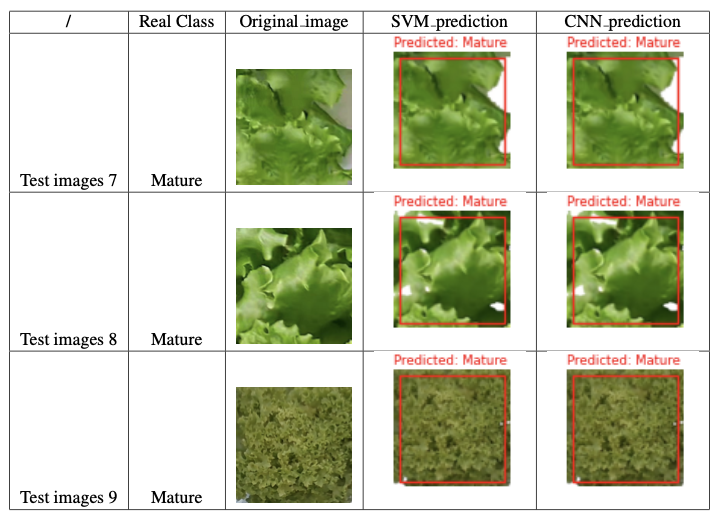 / Real Class Original_image SVM_prediction CNN_prediction
Predicted: Mature Predicted: Mature
Test images 7 Mature
Predicted: Mature Predicted: Mature
Test images 8 Mature
Predicted: Mature Predicted: Mature
Test images 9 Mature